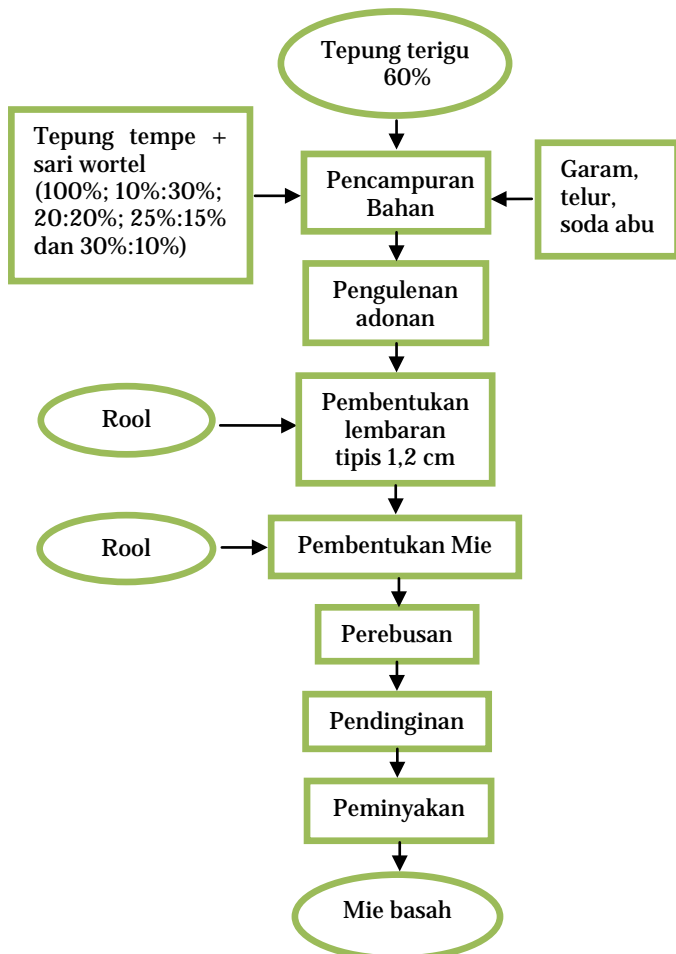 Tepung terigu
60%
Tepung tempe +
sari wortel
(100%; 10%:30%;
20:20%; 25%:15%
dan 30%:10%)
Pencampuran
Bahan
Garam,
telur,
soda abu
Pengulenan
adonan
Rool
Pembentukan
lembaran
tipis 1,2 cm
Rool
Pembentukan Mie
Perebusan
Pendinginan
Peminyakan
Mie basah